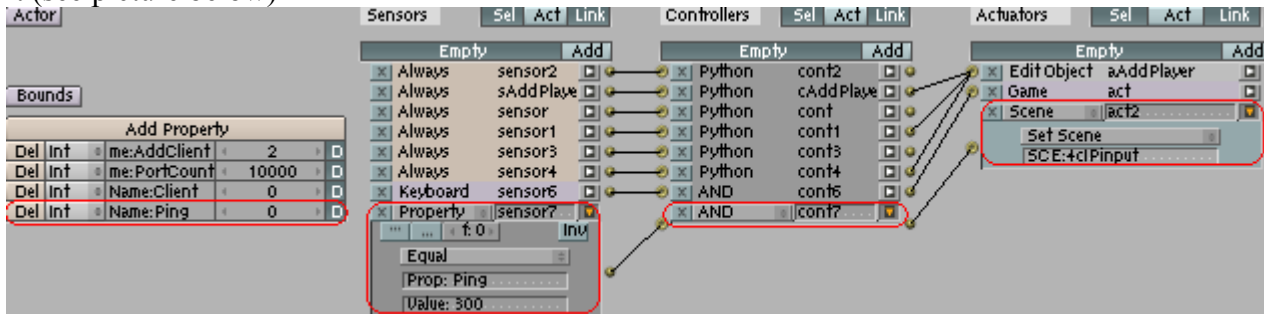 it (see picture below)
Actor
Sensors Sel Act Link Controllers Sel Act Link Actuators Sel Act Link
Empty Add Empty Add Empty Add
X Always sensor2 X Python cont2 X Edit Object aAddPlayer
Bounds X Always sAddPlaye X Python cAddPlaye X Game act
X Always sensor X Python cont X Scene act2
Add Property X Always sensor1 X Python cont1 Set Scene
Del Int me:AddClient 2 D X Always sensor3 X Python cont3 SCE:4clPinput
Del Int me:PortCount 10000 D X Always sensor4 X Python cont4
Del Int Name:Client 0 D X Keyboard sensor6 X AND cont6
Del Int Name:Ping 0 D X Property sensor7 X AND cont7
''' ... f:0 Inv
Equal
Prop: Ping
Value: 300